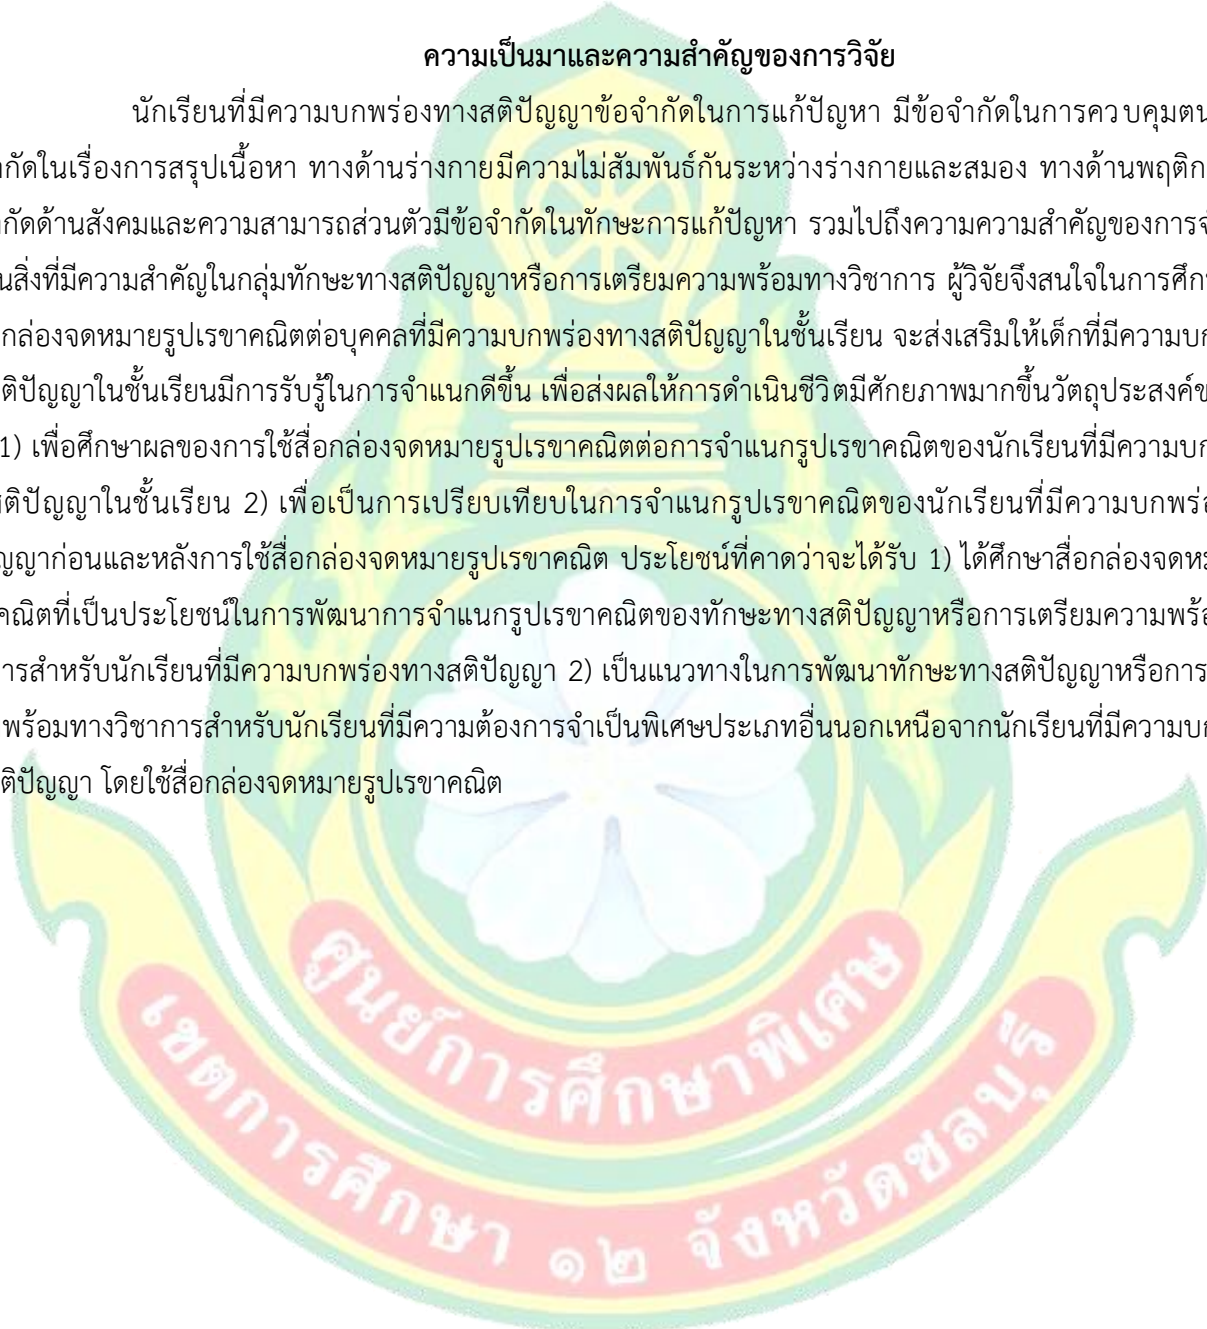 ความเป็นมาและความสำคัญของการวิจัย
นักเรียนที่มีความบกพร่องทางสติปัญญาข้อจำกัดในการแก้ปัญหา มีข้อจำกัดในการควบคุมตน
กัดในเรื่องการสรุปเนื้อหา ทางด้านร่างกายมีความไม่สัมพันธ์กันระหว่างร่างกายและสมอง ทางด้านพฤติก
กัดด้านสังคมและความสามารถส่วนตัวมีข้อจำกัดในทักษะการแก้ปัญหา รวมไปถึงความความสำคัญของการจ
นสิ่งที่มีความสำคัญในกลุ่มทักษะทางสติปัญญาหรือการเตรียมความพร้อมทางวิชาการ ผู้วิจัยจึงสนใจในการศึก
กล่องจดหมายรูปเรขาคณิตต่อบุคคลที่มีความบกพร่องทางสติปัญญาในชั้นเรียน จะส่งเสริมให้เด็กที่มีความบก
ติปัญญาในชั้นเรียนมีการรับรู้ในการจำแนกดีขึ้น เพื่อส่งผลให้การดำเนินชีวิตมีศักยภาพมากขึ้นวัตถุประสงค์ข
1) เพื่อศึกษาผลของการใช้สื่อกล่องจดหมายรูปเรขาคณิตต่อการจำแนกรูปเรขาคณิตของนักเรียนที่มีความบก
สติปัญญาในชั้นเรียน 2) เพื่อเป็นการเปรียบเทียบในการจำแนกรูปเรขาคณิตของนักเรียนที่มีความบกพร่อ
ญญาก่อนและหลังการใช้สื่อกล่องจดหมายรูปเรขาคณิต ประโยชน์ที่คาดว่าจะได้รับ 1) ได้ศึกษาสื่อกล่องจดห
คณิตที่เป็นประโยชน์ในการพัฒนาการจำแนกรูปเรขาคณิตของทักษะทางสติปัญญาหรือการเตรียมความพร้อ
การสำหรับนักเรียนที่มีความบกพร่องทางสติปัญญา 2) เป็นแนวทางในการพัฒนาทักษะทางสติปัญญาหรือการ
พร้อมทางวิชาการสำหรับนักเรียนที่มีความต้องการจำเป็นพิเศษประเภทอื่นนอกเหนือจากนักเรียนที่มีความบก
ติปัญญา โดยใช้สื่อกล่องจดหมายรูปเรขาคณิต
ศูนย์การศึกษาพิเศษ
เขตการศึกษา ๑๒ จังหวัดชลบุรี